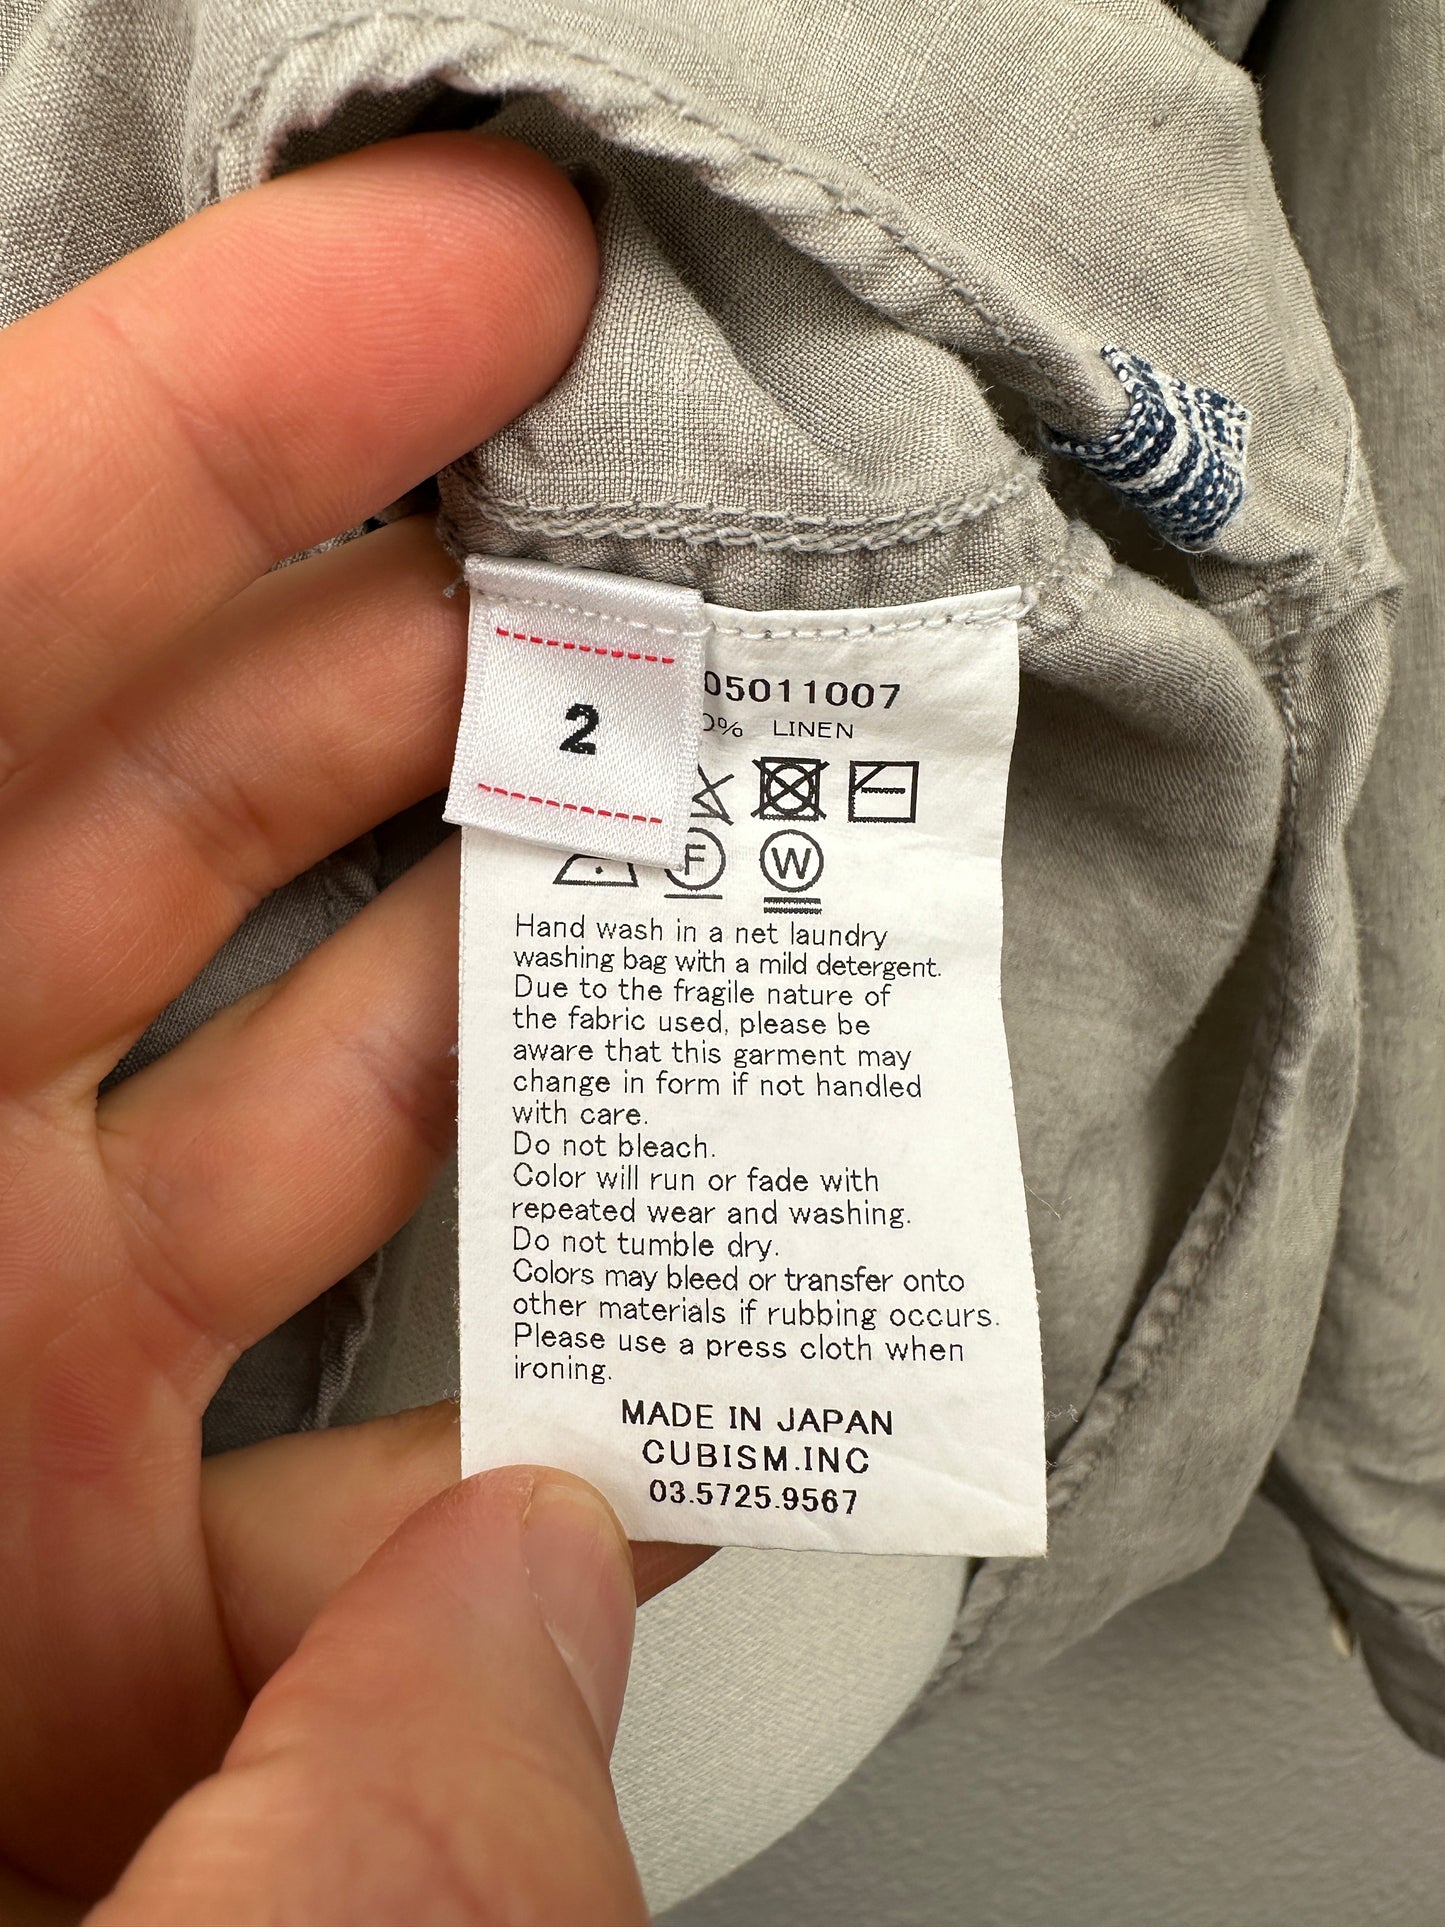 2
05011007
% LINEN
F
W
Hand wash in a net laundry
washing bag with a mild detergent.
Due to the fragile nature of
the fabric used, please be
aware that this garment may
change in form if not handled
with care.
Do not bleach.
Color will run or fade with
repeated wear and washing.
Do not tumble dry.
Colors may bleed or transfer onto
other materials if rubbing occurs.
Please use a press cloth when
ironing.
MADE IN JAPAN
CUBISM.INC
03.5725.9567